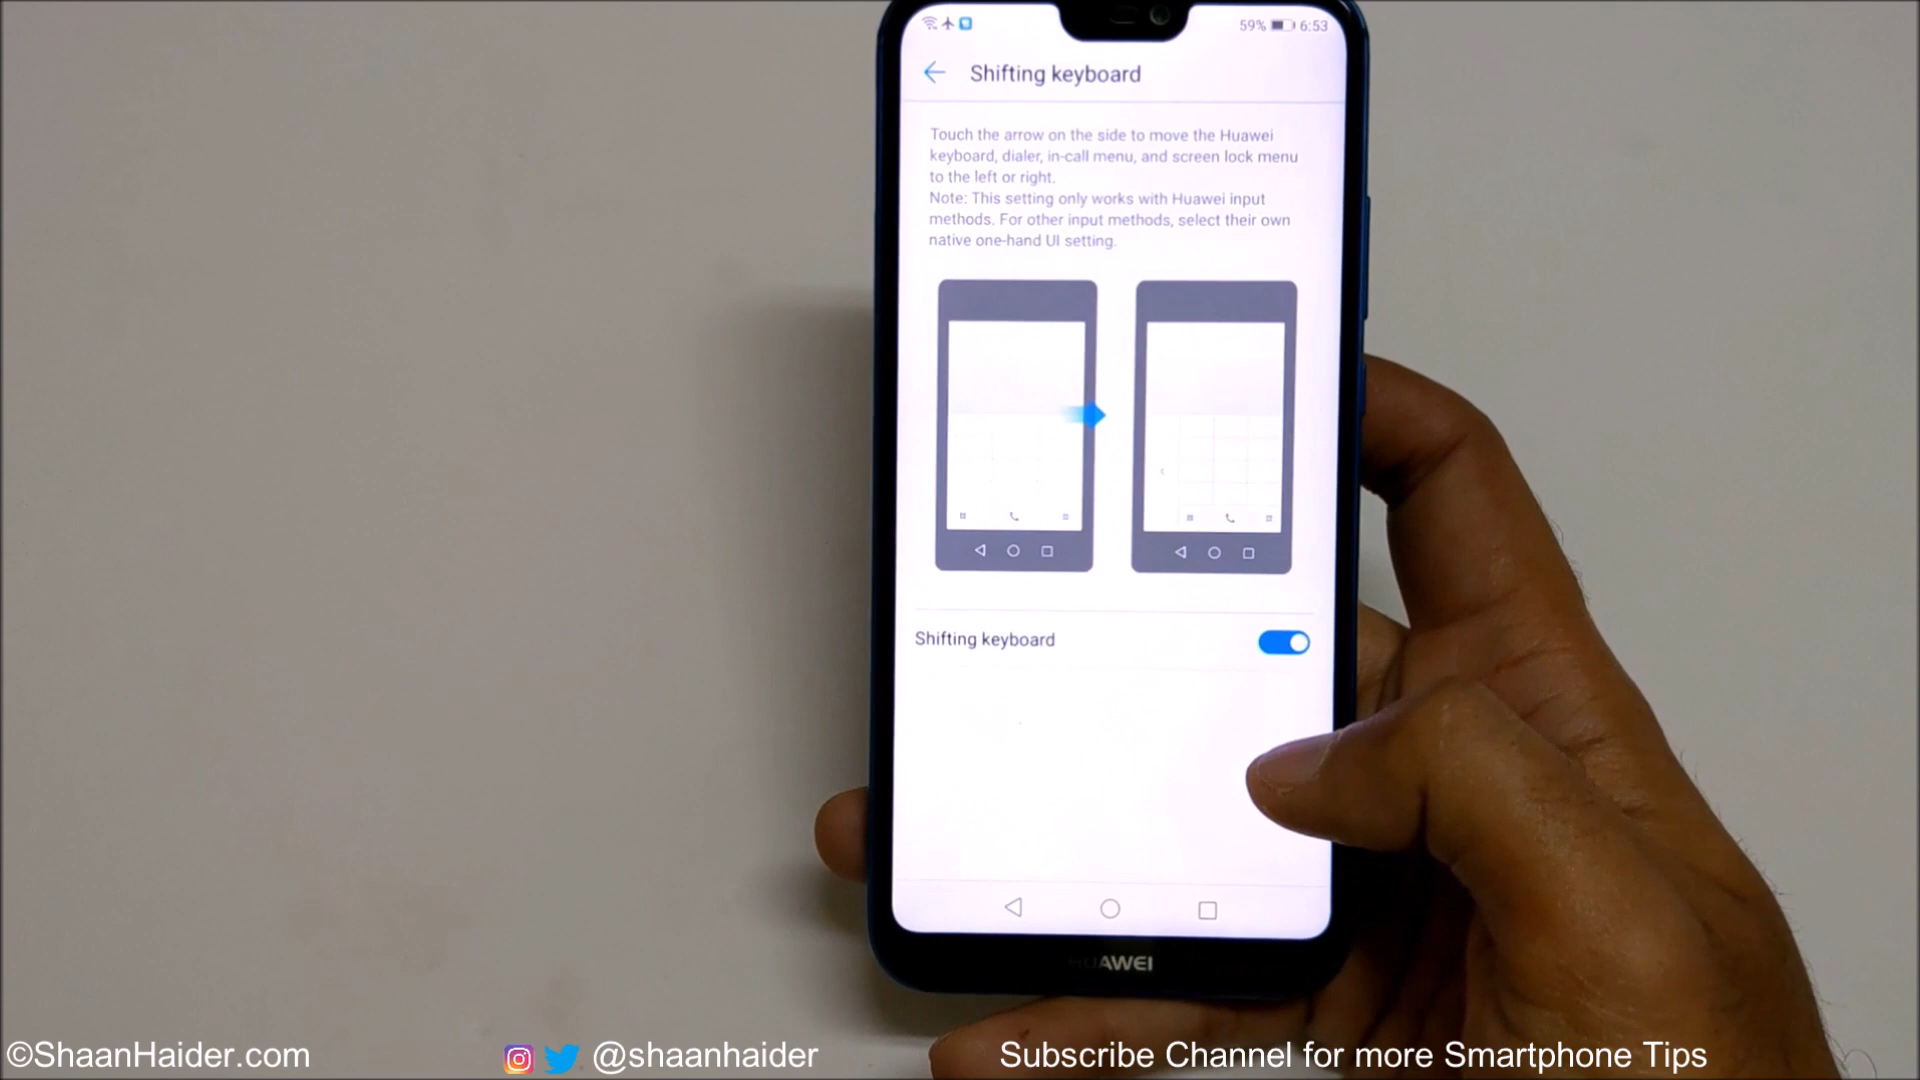 59% 6:53
Shifting keyboard
Touch the arrow on the side to move the Huawei
keyboard, dialer, in-call menu, and screen lock menu
to the left or right.
Note: This setting only works with Huawei input
methods. For other input methods, select their own
native one-hand UI setting.
Shifting keyboard
HUAWEI
©ShaanHaider.com
@shaanhaider
Subscribe Channel for more Smartphone Tips